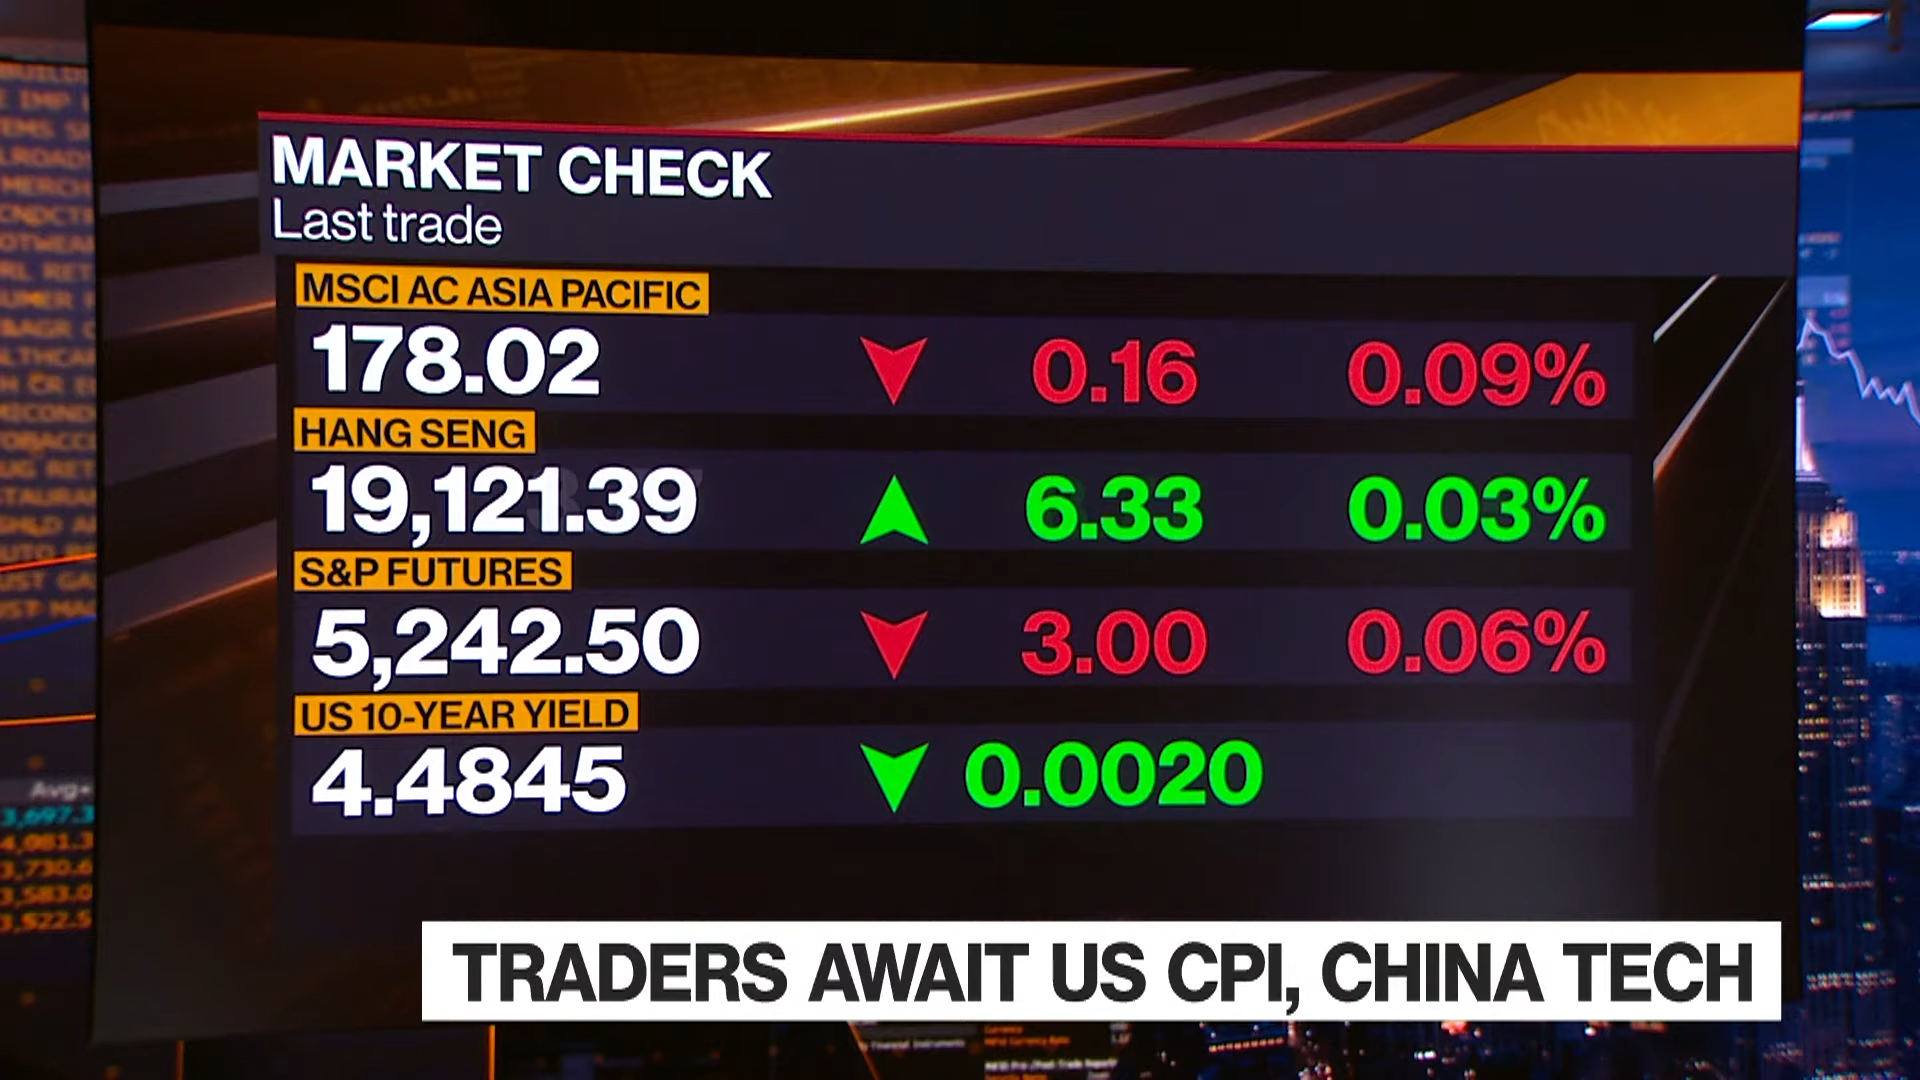 MARKET CHECK
Last trade
MSCI AC ASIA PACIFIC
178.02 0.16 0.09%
HANG SENG
19,121.39 6.33 0.03%
S&P FUTURES
5,242.50 3.00 0.06%
US 10-YEAR YIELD
4.4845 0.0020
TRADERS AWAIT US CPI, CHINA TECH